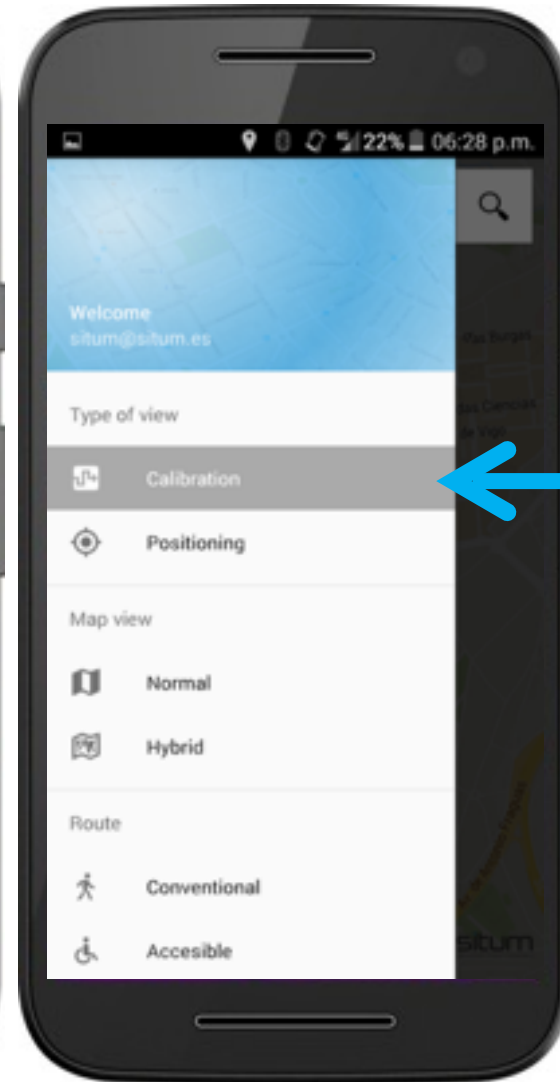 22% 06:28 p.m.
Welcome
situm@situm.es
Type of view
Calibration
Positioning
Map view
Normal
Hybrid
Route
Conventional
Accesible
situm